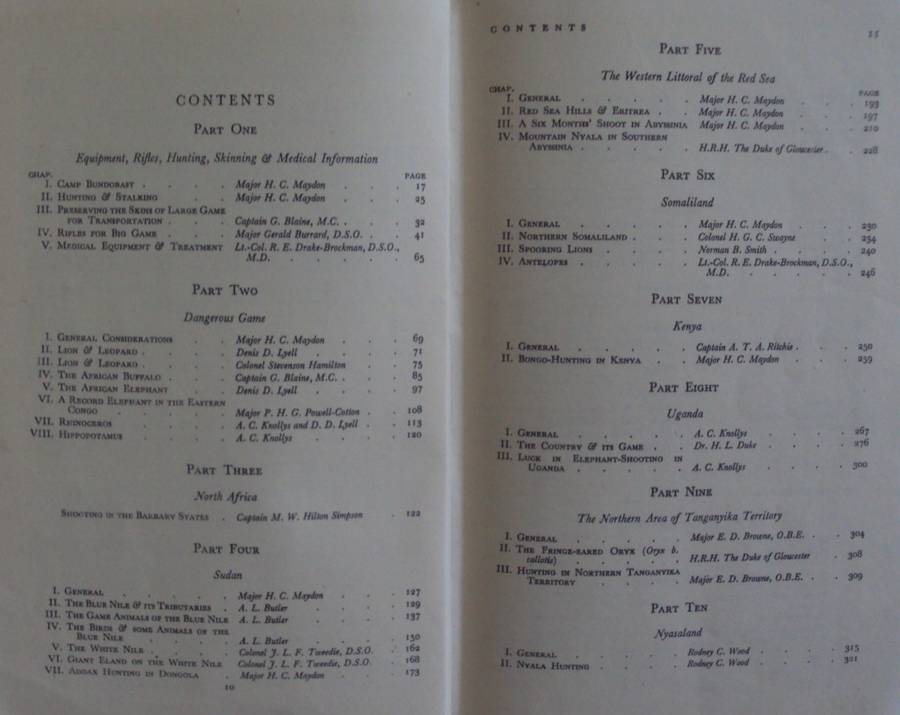 CONTENTS
PART ONE
Equipment, Rifles, Hunting, Skinning & Medical Information
CHAP. PAGE
I. CAMP BUNDOBAST . . . . Major H. C. Maydon . . . 17
II. HUNTING & STALKING . . . Major H. C. Maydon . . . 25
III. PRESERVING THE SKINS OF LARGE GAME
FOR TRANSPORTATION . . . Captain G. Blaine, M.C. . . . 32
IV. RIFLES FOR BIG GAME . . . Major Gerald Burrard, D.S.O. . . 41
V. MEDICAL EQUIPMENT & TREATMENT Lt.-Col. R. E. Drake-Brockman, D.S.O.,
M.D. . . . . . 65
PART TWO
Dangerous Game
I. GENERAL CONSIDERATIONS . . Major H. C. Maydon . . . 69
II. LION & LEOPARD . . . . Denis D. Lyell . . . . 71
III. LION & LEOPARD . . . . Colonel Stevenson Hamilton . . 75
IV. THE AFRICAN BUFFALO . . . Captain G. Blaine, M.C. . . . 85
V. THE AFRICAN ELEPHANT . . Denis D. Lyell . . . . 97
VI. A RECORD ELEPHANT IN THE EASTERN
CONGO . . . . . Major P. H. G. Powell-Cotton . . 108
VII. RHINOCEROS . . . . A. C. Knollys and D. D. Lyell . . 113
VIII. HIPPOPOTAMUS . . . . A. C. Knollys . . . . 120
PART THREE
North Africa
SHOOTING IN THE BARBARY STATES . Captain M. W. Hilton Simpson . 122
PART FOUR
Sudan
I. GENERAL . . . . . Major H. C. Maydon . . . 127
II. THE BLUE NILE & ITS TRIBUTARIES . A. L. Butler . . . . 129
III. THE GAME ANIMALS OF THE BLUE NILE A. L. Butler . . . . 137
IV. THE BIRDS & SOME ANIMALS OF THE
BLUE NILE . . . . A. L. Butler . . . . 150
V. THE WHITE NILE . . . . Colonel J. L. F. Tweedie, D.S.O. . 162
VI. GIANT ELAND ON THE WHITE NILE Colonel J. L. F. Tweedie, D.S.O. . 168
VII. ADDAX HUNTING IN DONGOLA . Major H. C. Maydon . . . 173
10
CONTENTS 11
PART FIVE
The Western Littoral of the Red Sea
CHAP. PAGE
I. GENERAL . . . . . Major H. C. Maydon . . . 193
II. RED SEA HILLS & ERITREA . . Major H. C. Maydon . . . 197
III. A SIX MONTHS' SHOOT IN ABYSSINIA Major H. C. Maydon . . . 210
IV. MOUNTAIN NYALA IN SOUTHERN
ABYSSINIA . . . . . H.R.H. The Duke of Gloucester . . 228
PART SIX
Somaliland
I. GENERAL . . . . . Major H. C. Maydon . . . 230
II. NORTHERN SOMALILAND . . . Colonel H. G. C. Swayne . . 234
III. SPOORING LIONS . . . . Norman B. Smith . . . . 240
IV. ANTELOPES . . . . . Lt.-Col. R. E. Drake-Brockman, D.S.O.,
M.D. . . . . . 246
PART SEVEN
Kenya
I. GENERAL . . . . . Captain A. T. A. Ritchie . . . 250
II. BONGO-HUNTING IN KENYA . . Major H. C. Maydon . . . 259
PART EIGHT
Uganda
I. GENERAL . . . . . A. C. Knollys . . . . 267
II. THE COUNTRY & ITS GAME . . Dr. H. L. Duke . . . . 276
III. LUCK IN ELEPHANT-SHOOTING IN
UGANDA . . . . . A. C. Knollys . . . . 300
PART NINE
The Northern Area of Tanganyika Territory
I. GENERAL . . . . . Major E. D. Browne, O.B.E. . . 304
II. THE FRINGE-EARED ORYX (Oryx b.
callotis) . . . . . H.R.H. The Duke of Gloucester . 308
III. HUNTING IN NORTHERN TANGANYIKA
TERRITORY . . . . Major E. D. Browne, O.B.E. . . 309
PART TEN
Nyasaland
I. GENERAL . . . . . Rodney C. Wood . . . . 315
II. NYALA HUNTING . . . . Rodney C. Wood . . . . 321